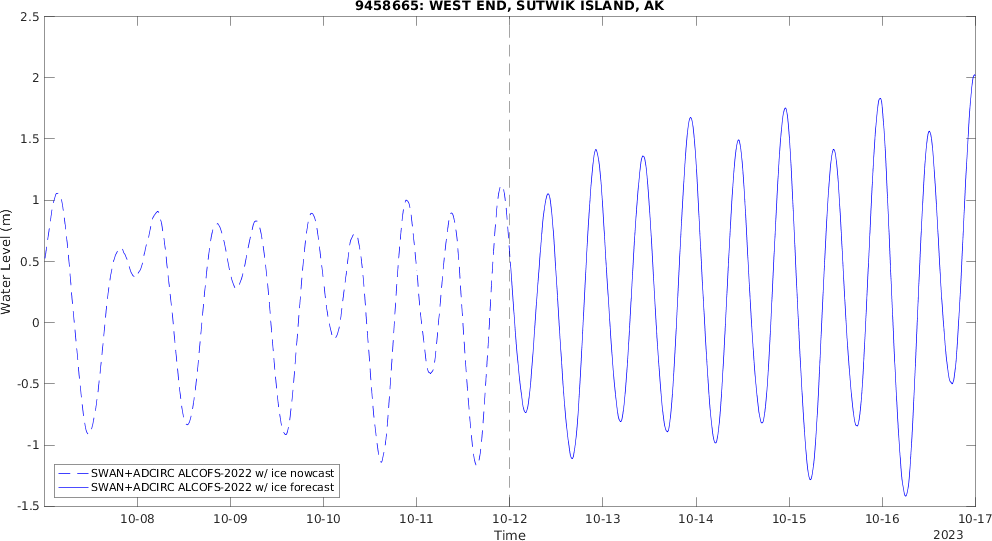 9458665: WEST END, SUTWIK ISLAND, AK
2.5
2
1.5
1
0.5
0
-0.5
-1
-1.5
Water Level (m)
SWAN+ADCIRC ALCOFS-2022 w/ ice nowcast
SWAN+ADCIRC ALCOFS-2022 w/ ice forecast
10-08 10-09 10-10 10-11 10-12 10-13 10-14 10-15 10-16 10-17
Time
2023